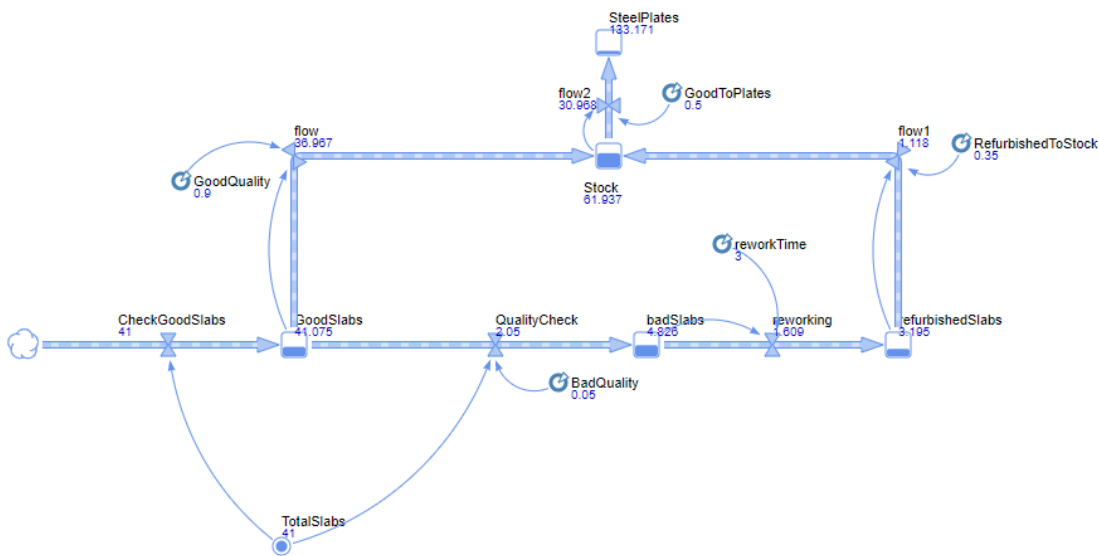 SteelPlates
133.171
flow2
30.968
GoodToPlates
0.5
flow
36.967
flow1
1.118
RefurbishedToStock
0.35
GoodQuality
0.9
Stock
61.937
reworkTime
3
CheckGoodSlabs
41
GoodSlabs
41.075
QualityCheck
2.05
badSlabs
4.826
reworking
1.609
refurbishedSlabs
3.195
BadQuality
0.05
TotalSlabs
41